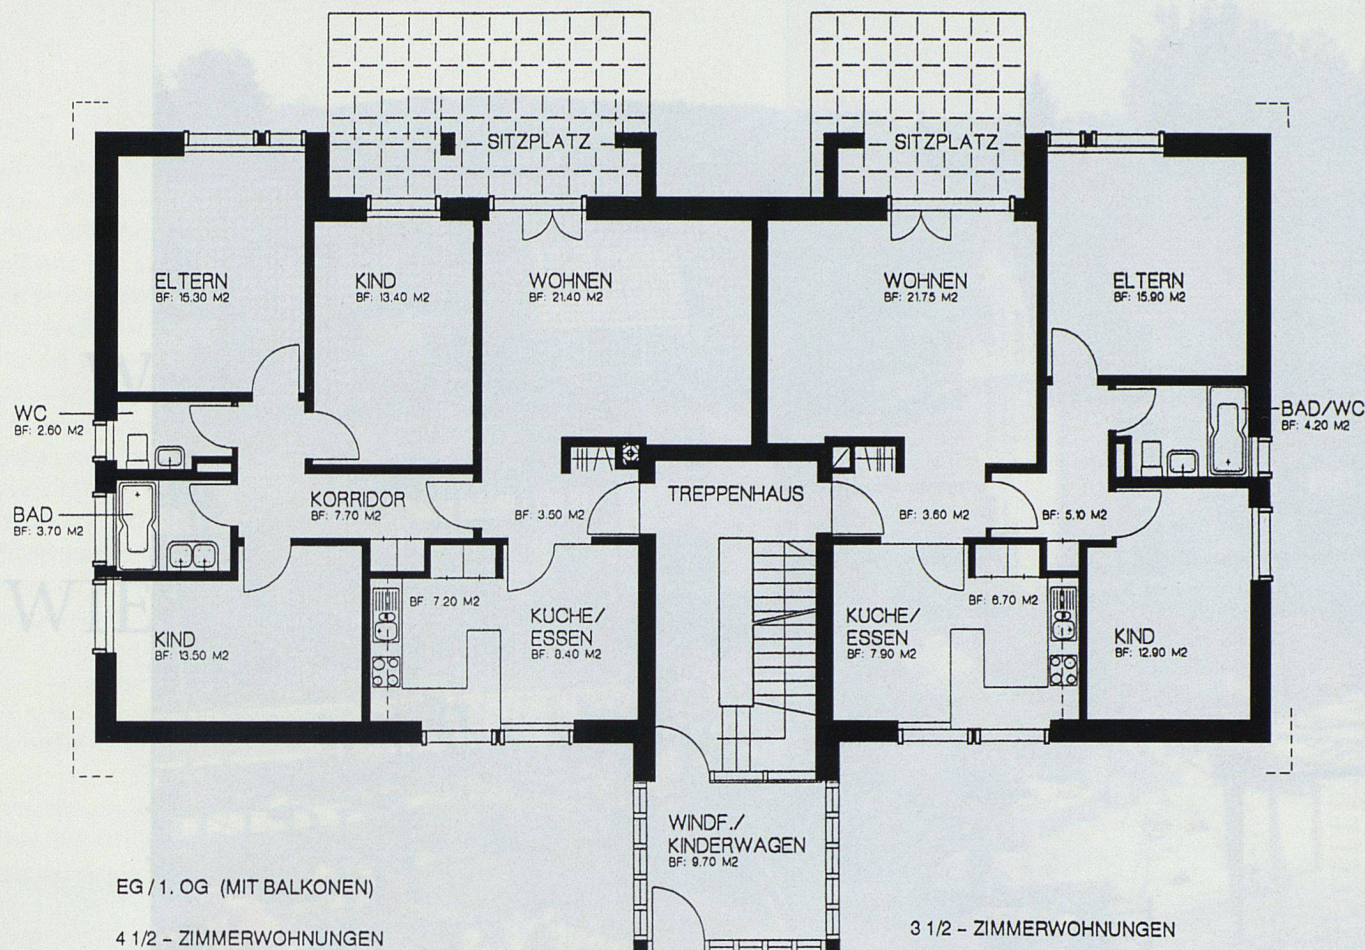 SITZPLATZ
SITZPLATZ
ELTERN
BF: 15.30 M2
KIND
BF: 13.40 M2
WOHNEN
BF: 21.40 M2
WOHNEN
BF: 21.75 M2
ELTERN
BF: 15.90 M2
WC
BF: 2.60 M2
BAD/WC
BF: 4.20 M2
KORRIDOR
BF: 7.70 M2
BF: 3.50 M2
TREPPENHAUS
BF: 3.60 M2
BF: 5.10 M2
BAD
BF: 3.70 M2
BF: 7.20 M2
KÜCHE/
ESSEN
BF: 8.40 M2
KÜCHE/
ESSEN
BF: 7.90 M2
BF: 6.70 M2
KIND
BF: 13.50 M2
KIND
BF: 12.90 M2
WINDF./
KINDERWAGEN
BF: 9.70 M2
EG / 1. OG (MIT BALKONEN)
4 1/2 - ZIMMERWOHNUNGEN
3 1/2 - ZIMMERWOHNUNGEN